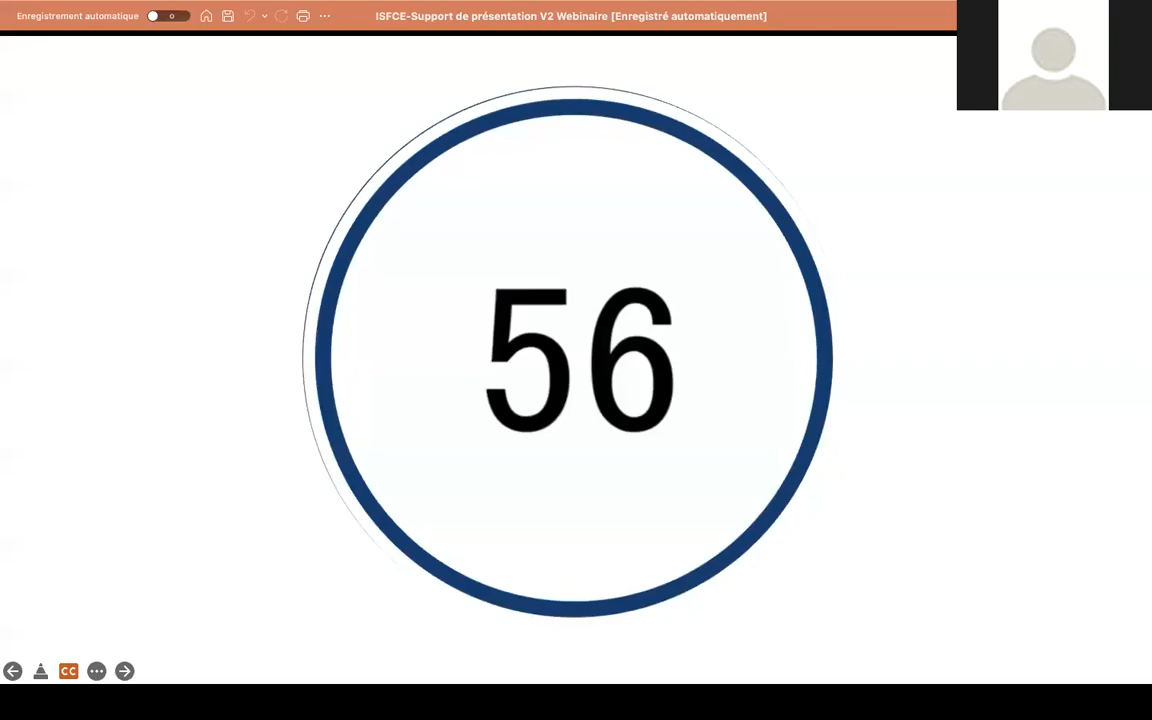 Enregistrement automatique
ISFCE-Support de présentation V2 Webinaire [Enregistré automatiquement]
56
CC